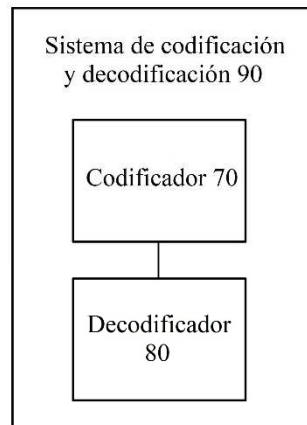 Sistema de codificación
y decodificación 90
Codificador 70
Decodificador
80